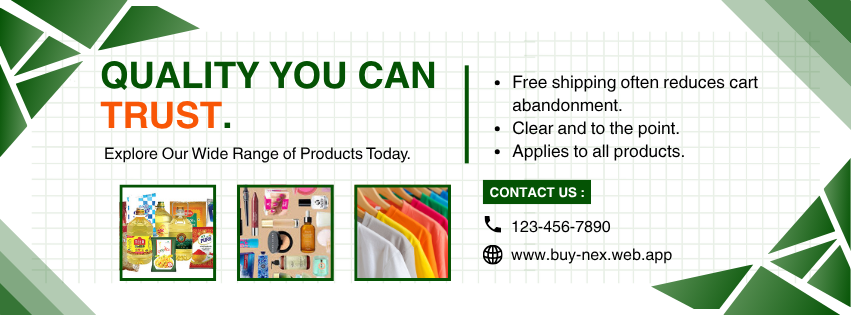 QUALITY YOU CAN
TRUST.
Explore Our Wide Range of Products Today.
• Free shipping often reduces cart
abandonment.
• Clear and to the point.
• Applies to all products.
CONTACT US :
123-456-7890
www.buy-nex.web.app